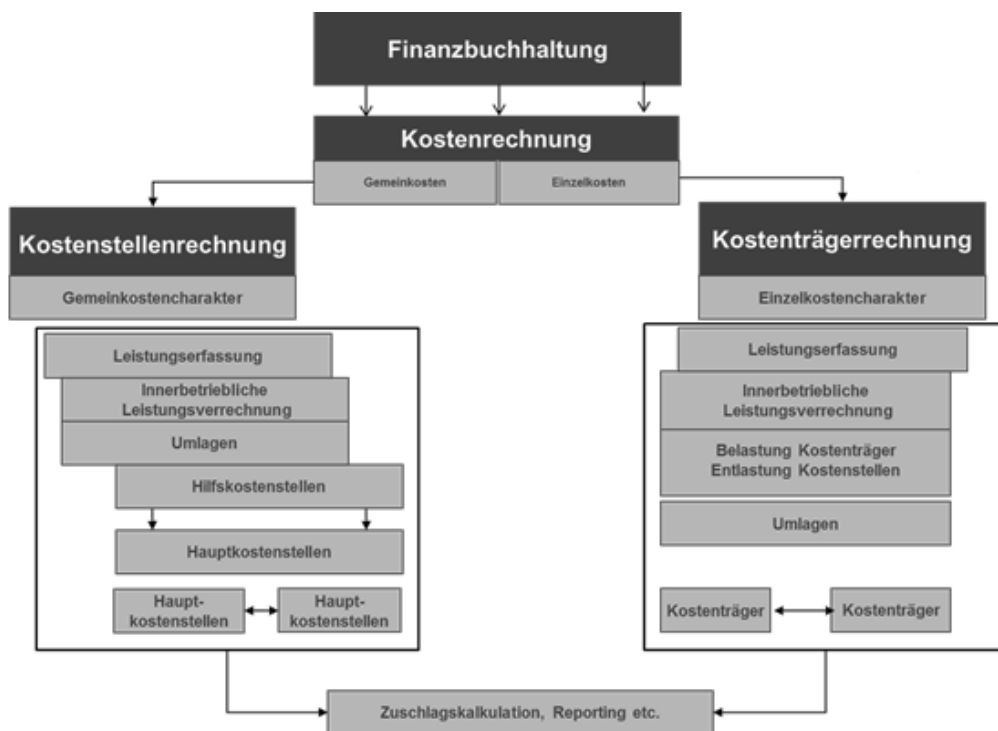 Finanzbuchhaltung
Kostenrechnung
Gemeinkosten
Einzelkosten
Kostenstellenrechnung
Gemeinkostencharakter
Leistungserfassung
Innerbetriebliche
Leistungsverrechnung
Umlagen
Hilfskostenstellen
Hauptkostenstellen
Haupt-
kostenstellen
Haupt-
kostenstellen
Kostenträgerrechnung
Einzelkostencharakter
Leistungserfassung
Innerbetriebliche
Leistungsverrechnung
Belastung Kostenträger
Entlastung Kostenstellen
Umlagen
Kostenträger
Kostenträger
Zuschlagskalkulation, Reporting etc.